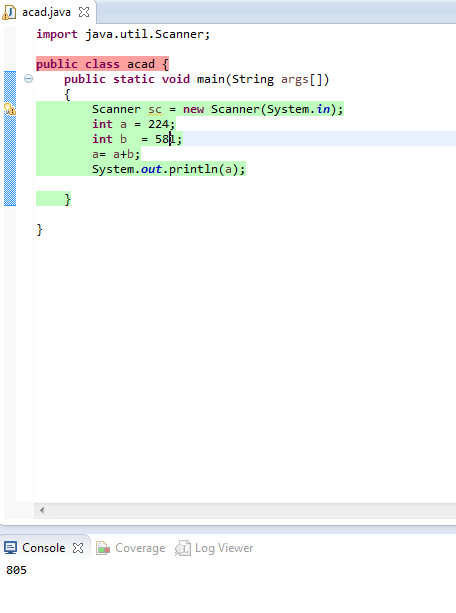 acad.java
import java.util.Scanner;
public class acad {
public static void main(String args[])
{
Scanner sc = new Scanner(System.in);
int a = 224;
int b  = 581;
a= a+b;
System.out.println(a);
}
}
Console Coverage Log Viewer
805